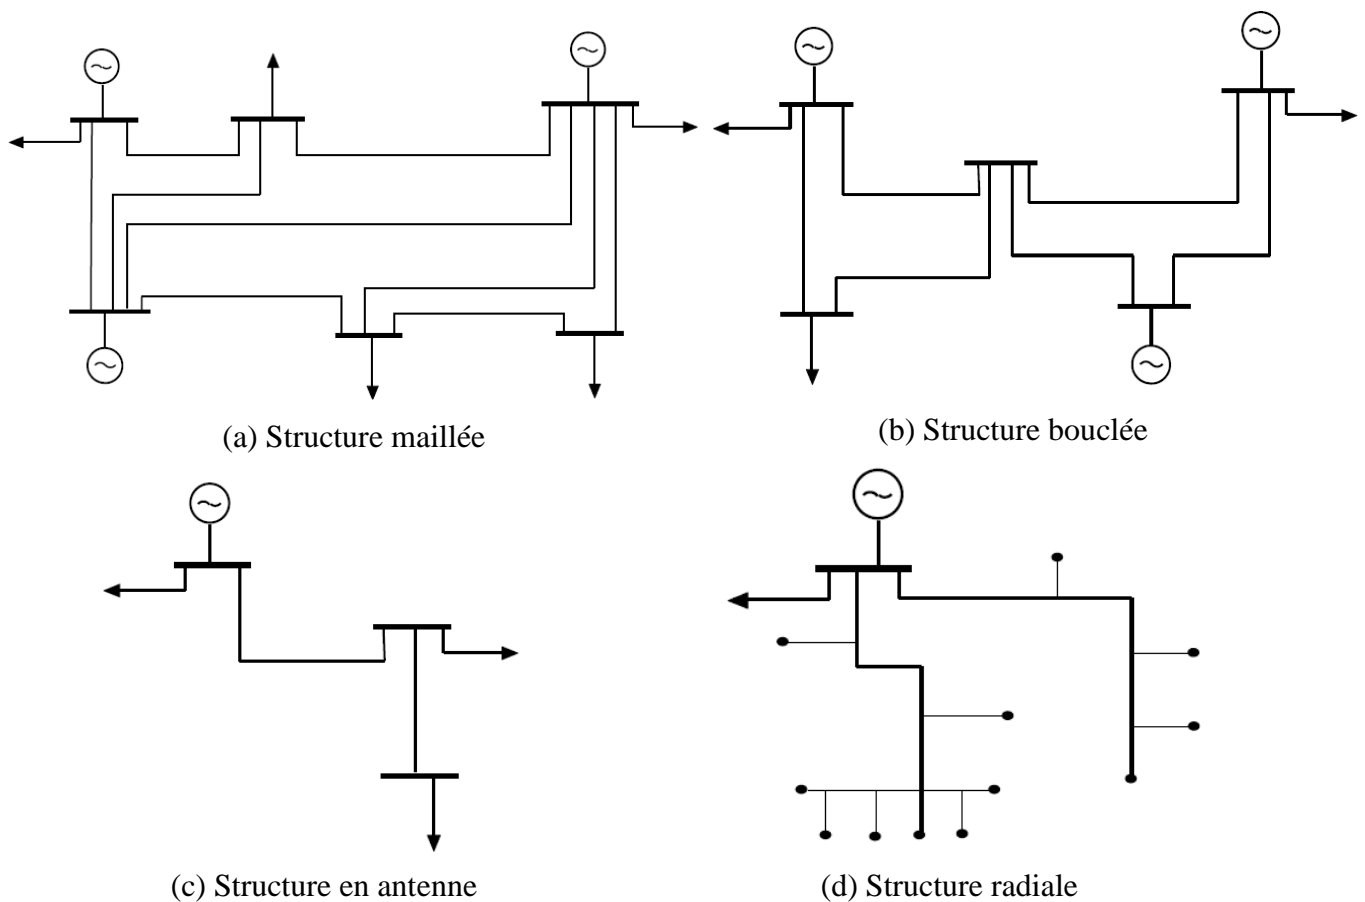 (a) Structure maillée
(b) Structure bouclée
(c) Structure en antenne
(d) Structure radiale